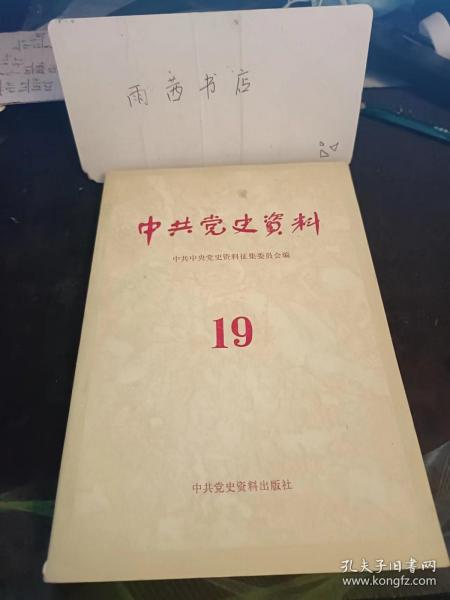 雨茜书店
中共党史資料
中共中央党史资料征集委员会编
19
中共党史资料出版社
孔夫子旧书网
www.kongfz.com